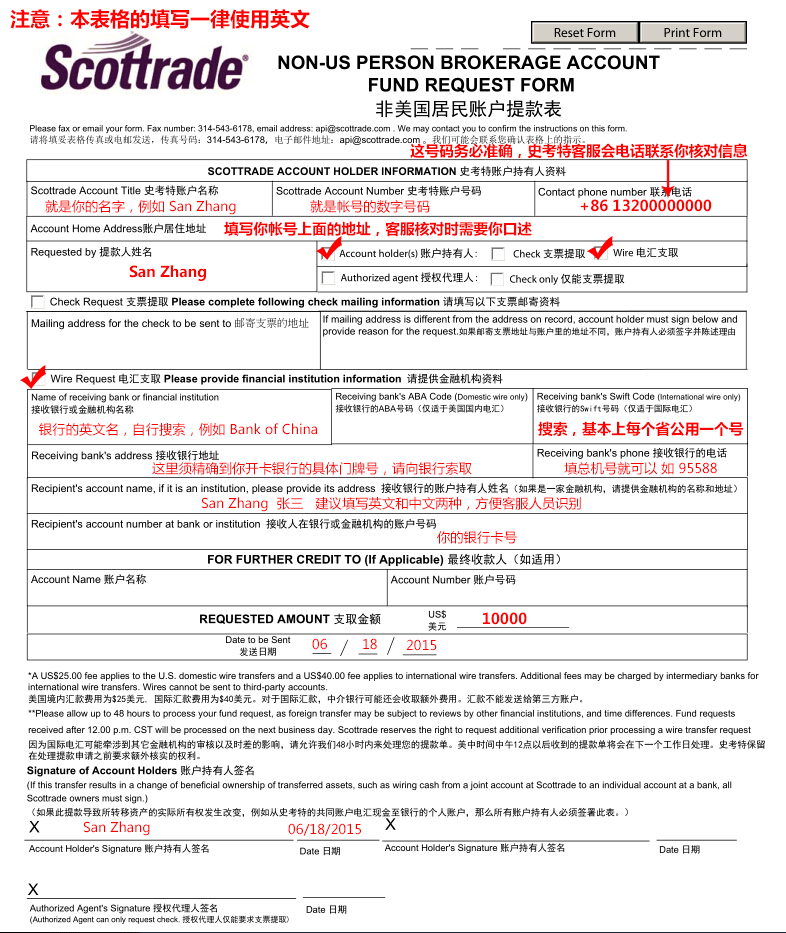 注意：本表格的填写一律使用英文
Reset Form
Print Form
Scottrade®
NON-US PERSON BROKERAGE ACCOUNT
FUND REQUEST FORM
非美国居民账户提款表
Please fax or email your form. Fax number: 314-543-6178, email address: api@scottrade.com . We may contact you to confirm the instructions on this form.
请将填妥表格传真或电邮发送，传真号码：314-543-6178，电子邮件地址：api@scottrade.com 。我们可能会联系您确认表格上的指示。
这号码务必准确，史考特客服会电话联系你核对信息
SCOTTRADE ACCOUNT HOLDER INFORMATION 史考特账户持有人资料
Scottrade Account Title 史考特账户名称
就是你的名字，例如 San Zhang
Scottrade Account Number 史考特账户号码
就是帐号的数字号码
Contact phone number 联系电话
+86 13200000000
Account Home Address账户居住地址
填写你帐号上面的地址，客服核对时需要你口述
Requested by 提款人姓名
San Zhang
Account holder(s) 账户持有人：
Check 支票提取
Wire 电汇支取
Authorized agent 授权代理人：
Check only 仅能支票提取
Check Request 支票提取 Please complete following check mailing information 请填写以下支票邮寄资料
Mailing address for the check to be sent to 邮寄支票的地址
If mailing address is different from the address on record, account holder must sign below and
provide reason for the request.如果邮寄支票地址与账户里的地址不同，账户持有人必须签字并陈述理由
Wire Request 电汇支取 Please provide financial institution information 请提供金融机构资料
Name of receiving bank or financial institution
接收银行或金融机构名称
银行的英文名，自行搜索，例如 Bank of China
Receiving bank's ABA Code (Domestic wire only)
接收银行的ABA号码（仅适于美国国内电汇）
Receiving bank's Swift Code (International wire only)
接收银行的Swift号码（仅适于国际电汇）
搜索，基本上每个省公用一个号
Receiving bank's address 接收银行地址
这里须精确到你开卡银行的具体门牌号，请向银行索取
Receiving bank's phone 接收银行的电话
填总机号就可以 如 95588
Recipient's account name, if it is an institution, please provide its address 接收银行的账户持有人姓名（如果是一家金融机构，请提供金融机构的名称和地址）
San Zhang 张三 建议填写英文和中文两种，方便客服人员识别
Recipient's account number at bank or institution 接收人在银行或金融机构的账户号码
你的银行卡号
FOR FURTHER CREDIT TO (If Applicable) 最终收款人（如适用）
Account Name 账户名称
Account Number 账户号码
REQUESTED AMOUNT 支取金额
US$
美元
10000
Date to be Sent
发送日期
06 / 18 / 2015
*A US$25.00 fee applies to the U.S. domestic wire transfers and a US$40.00 fee applies to international wire transfers. Additional fees may be charged by intermediary banks for
international wire transfers. Wires cannot be sent to third-party accounts.
美国境内汇款费用为$25美元. 国际汇款费用为$40美元。对于国际汇款，中介银行可能还会收取额外费用。汇款不能发送给第三方账户。
**Please allow up to 48 hours to process your fund request, as foreign transfer may be subject to reviews by other financial institutions, and time differences. Fund requests
received after 12.00 p.m. CST will be processed on the next business day. Scottrade reserves the right to request additional verification prior processing a wire transfer request
因为国际电汇可能牵涉到其它金融机构的审核以及时差的影响，请允许我们48小时内来处理您的提款单。美中时间中午12点以后收到的提款单将会在下一个工作日处理。史考特保留
在处理提款申请之前要求额外核实的权利。
Signature of Account Holders 账户持有人签名
(If this transfer results in a change of beneficial ownership of transferred assets, such as wiring cash from a joint account at Scottrade to an individual account at a bank, all
Scottrade owners must sign.)
（如果此提款导致所转移资产的实际所有权发生改变，例如从史考特的共同账户电汇现金至银行的个人账户，那么所有账户持有人必须签署此表。）
X San Zhang 06/18/2015 X
Account Holder's Signature 账户持有人签名
Date 日期
Account Holder's Signature 账户持有人签名
Date 日期
X
Authorized Agent's Signature 授权代理人签名
(Authorized Agent can only request check. 授权代理人仅能要求支票提取)
Date 日期